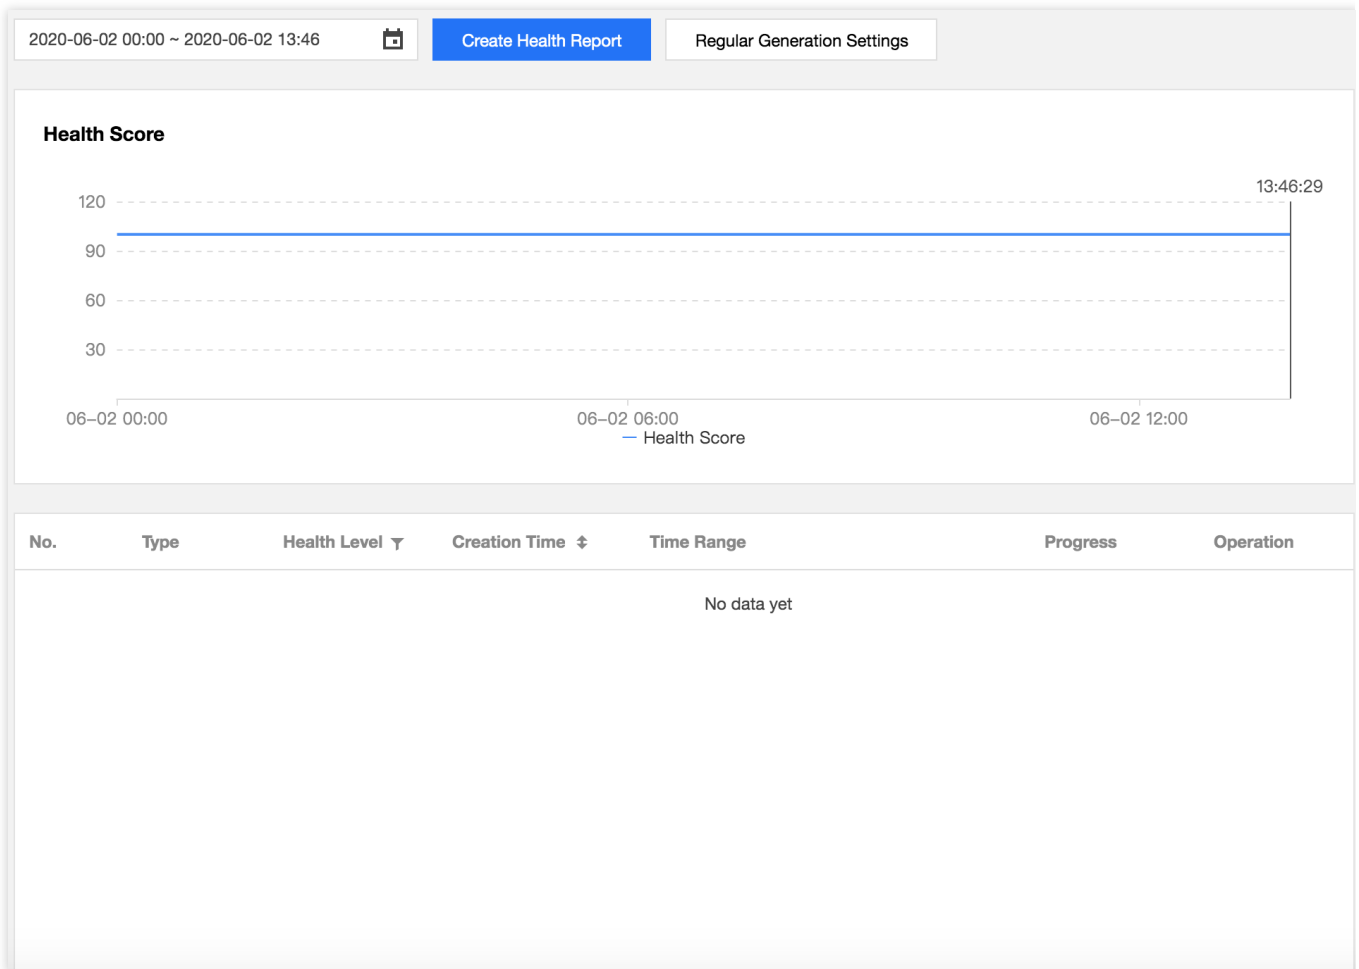 2020-06-02 00:00 ~ 2020-06-02 13:46
Create Health Report
Regular Generation Settings
Health Score
13:46:29
120
90
60
30
06–02 00:00
06–02 06:00
06–02 12:00
Health Score
No. Type Health Level Creation Time Time Range Progress Operation
No data yet